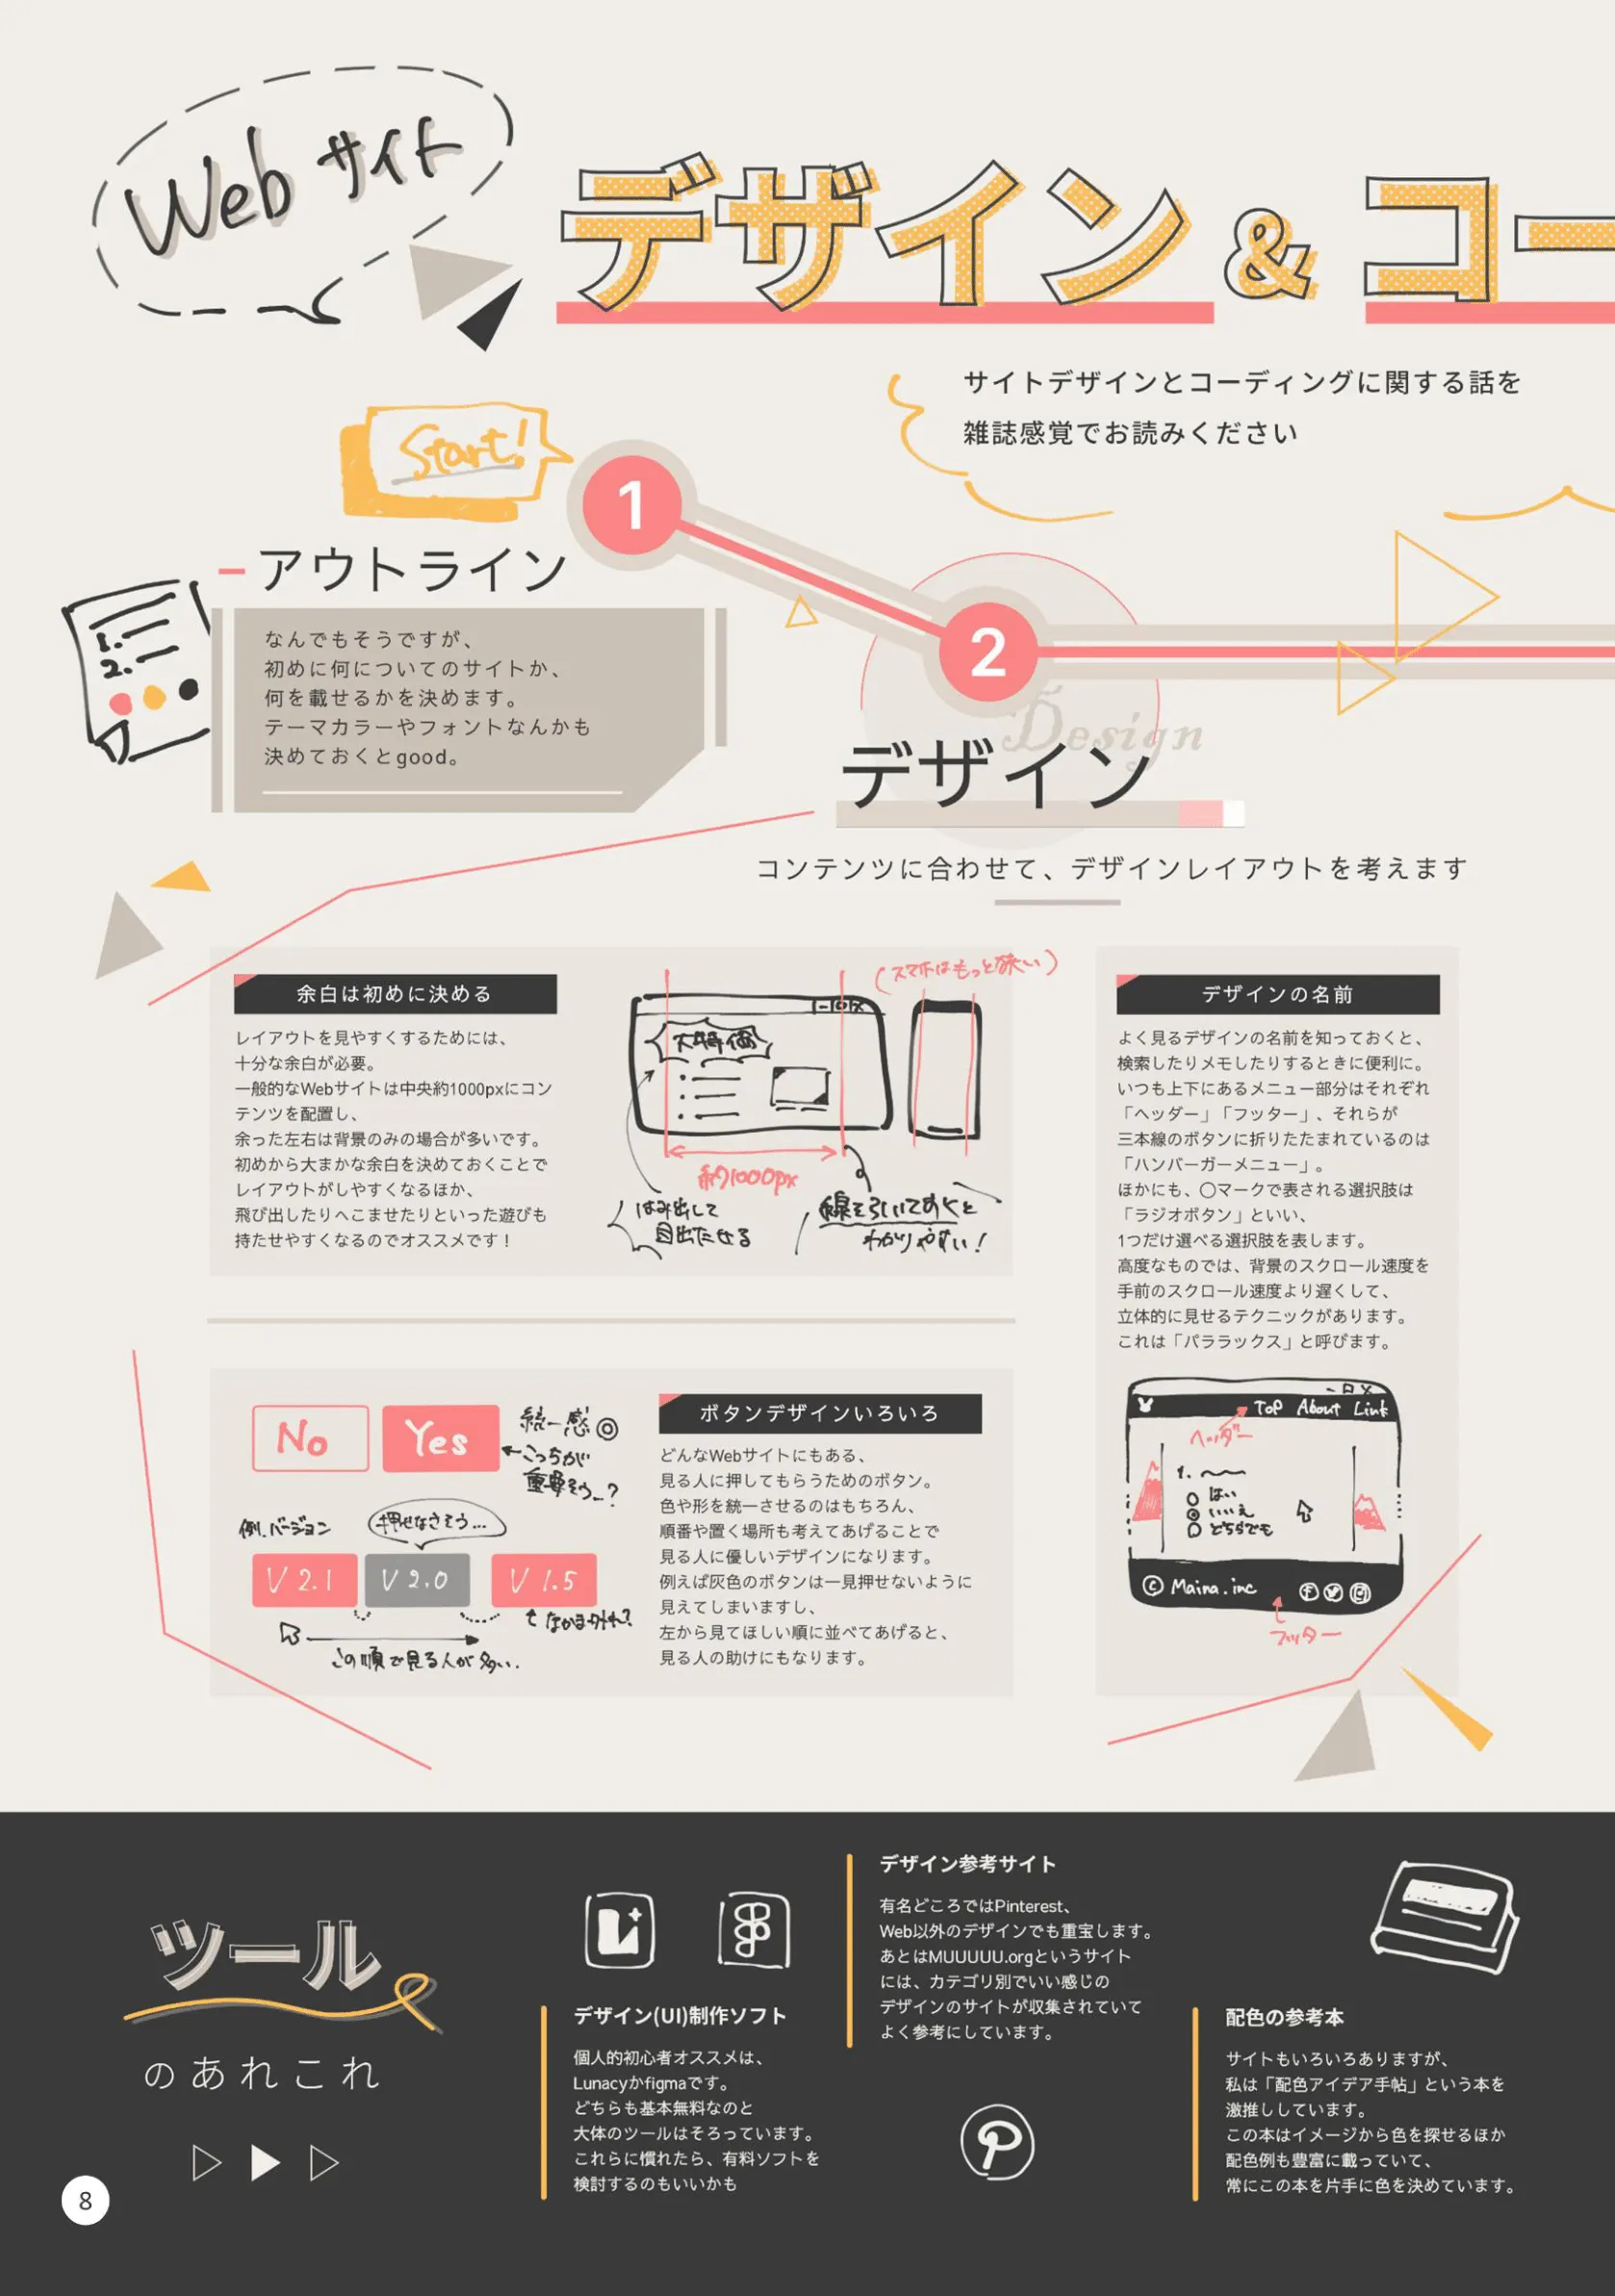 Webサイト
デザイン&コー
サイトデザインとコーディングに関する話を
雑誌感覚でお読みください
Start!
1
アウトライン
1.
2.
なんでもそうですが、
初めに何についてのサイトか、
何を載せるかを決めます。
テーマカラーやフォントなんかも
決めておくとgood。
2
Design
デザイン
コンテンツに合わせて、デザインレイアウトを考えます
余白は初めに決める
レイアウトを見やすくするためには、
十分な余白が必要。
一般的なWebサイトは中央約1000pxにコン
テンツを配置し、
余った左右は背景のみの場合が多いです。
初めから大まかな余白を決めておくことで
レイアウトがしやすくなるほか、
飛び出したりへこませたりといった遊びも
持たせやすくなるのでオススメです！
(スマホはもっと狭い)
大特価
約1000px
はみ出して
目立たせる
線を引いておくと
わかりやすい！
デザインの名前
よく見るデザインの名前を知っておくと、
検索したりメモしたりするときに便利に。
いつも上下にあるメニュー部分はそれぞれ
「ヘッダー」「フッター」、それらが
三本線のボタンに折りたたまれているのは
「ハンバーガーメニュー」。
ほかにも、〇マークで表される選択肢は
「ラジオボタン」といい、
1つだけ選べる選択肢を表します。
高度なものでは、背景のスクロール速度を
手前のスクロール速度より遅くして、
立体的に見せるテクニックがあります。
これは「パララックス」と呼びます。
Top About Link
ヘッダー
1.
はい
いいえ
どちらでも
© Maina.inc
フッター
No
Yes
統一感◎
←こっちが
重要そう..?
例.バージョン
押せなさそう...
V 2.1
V 2.0
V 1.5
なかま外れ?
この順で見る人が多い.
ボタンデザインいろいろ
どんなWebサイトにもある、
見る人に押してもらうためのボタン。
色や形を統一させるのはもちろん、
順番や置く場所も考えてあげることで
見る人に優しいデザインになります。
例えば灰色のボタンは一見押せないように
見えてしまいますし、
左から見てほしい順に並べてあげると、
見る人の助けにもなります。
ツール
のあれこれ
デザイン(UI)制作ソフト
個人的初心者オススメは、
Lunacyかfigmaです。
どちらも基本無料なのと
大体のツールはそろっています。
これらに慣れたら、有料ソフトを
検討するのもいいかも
デザイン参考サイト
有名どころではPinterest、
Web以外のデザインでも重宝します。
あとはMUUUUU.orgというサイト
には、カテゴリ別でいい感じの
デザインのサイトが収集されていて
よく参考にしています。
配色の参考本
サイトもいろいろありますが、
私は「配色アイデア手帖」という本を
激推ししています。
この本はイメージから色を探せるほか
配色例も豊富に載っていて、
常にこの本を片手に色を決めています。
8